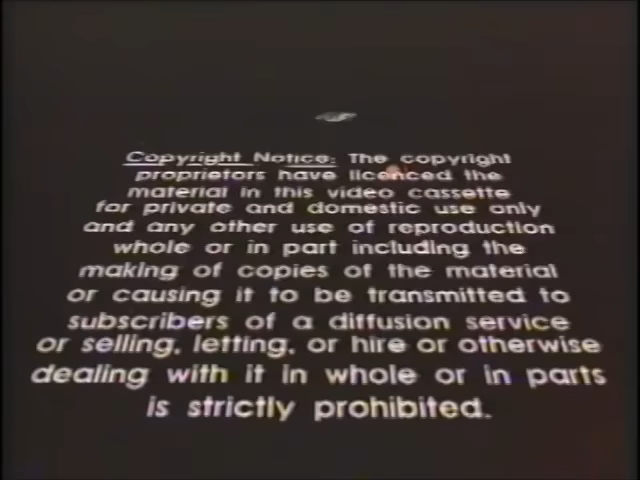 Copyright Notice: The copyright
proprietors have licenced the
material in this video cassette
for private and domestic use only
and any other use of reproduction
whole or in part including the
making of copies of the material
or causing it to be transmitted to
subscribers of a diffusion service
or selling, letting, or hire or otherwise
dealing with it in whole or in parts
is strictly prohibited.